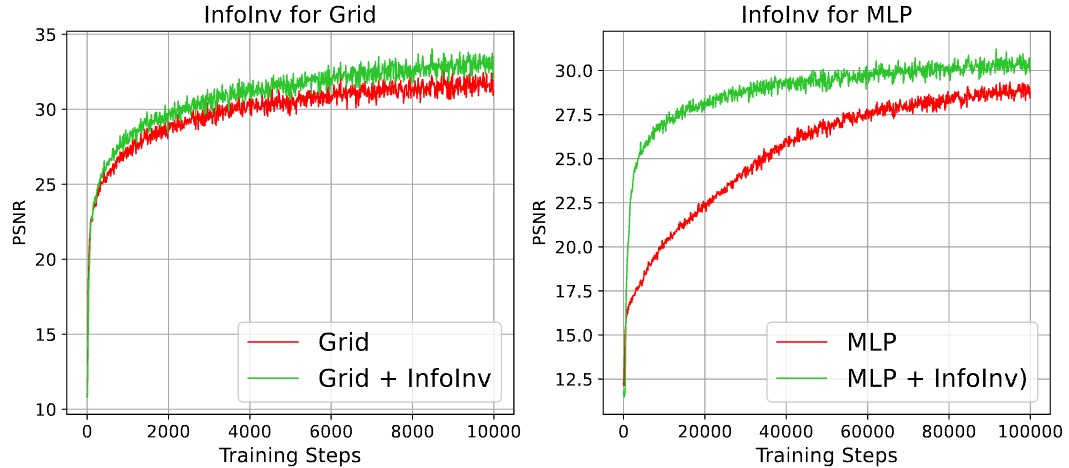 InfoInv for Grid
35
30
25
20
15
10
PSNR
0 2000 4000 6000 8000 10000
Training Steps
Grid
Grid + InfoInv
InfoInv for MLP
30.0
27.5
25.0
22.5
20.0
17.5
15.0
12.5
PSNR
0 20000 40000 60000 80000 100000
Training Steps
MLP
MLP + InfoInv)